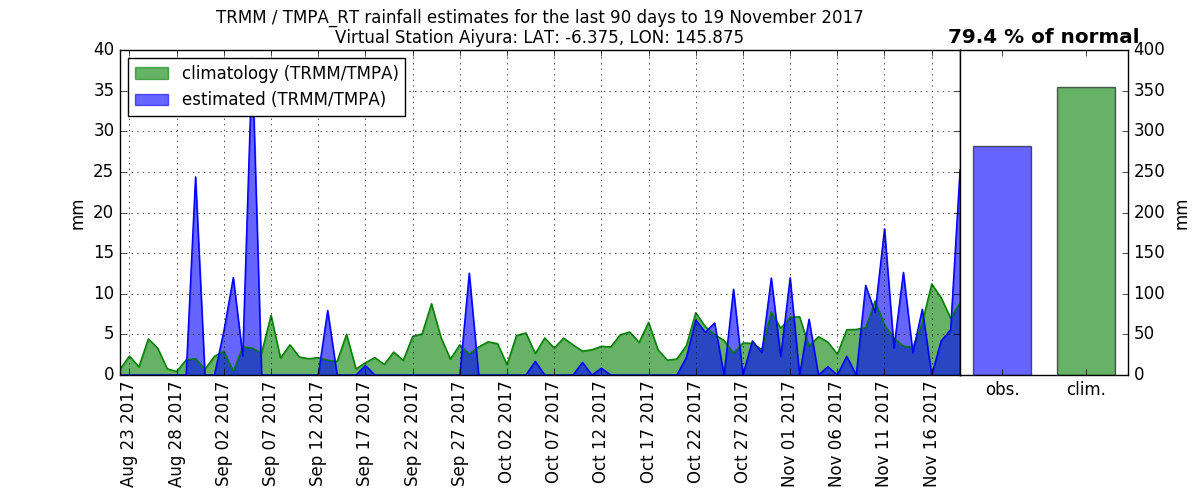 TRMM / TMPA_RT rainfall estimates for the last 90 days to 19 November 2017
Virtual Station Aiyura: LAT: -6.375, LON: 145.875
79.4 % of normal
climatology (TRMM/TMPA)
estimated (TRMM/TMPA)
mm
40
35
30
25
20
15
10
5
0
Aug 23 2017
Aug 28 2017
Sep 02 2017
Sep 07 2017
Sep 12 2017
Sep 17 2017
Sep 22 2017
Sep 27 2017
Oct 02 2017
Oct 07 2017
Oct 12 2017
Oct 17 2017
Oct 22 2017
Oct 27 2017
Nov 01 2017
Nov 06 2017
Nov 11 2017
Nov 16 2017
obs.
clim.
400
350
300
250
200
150
100
50
0
mm